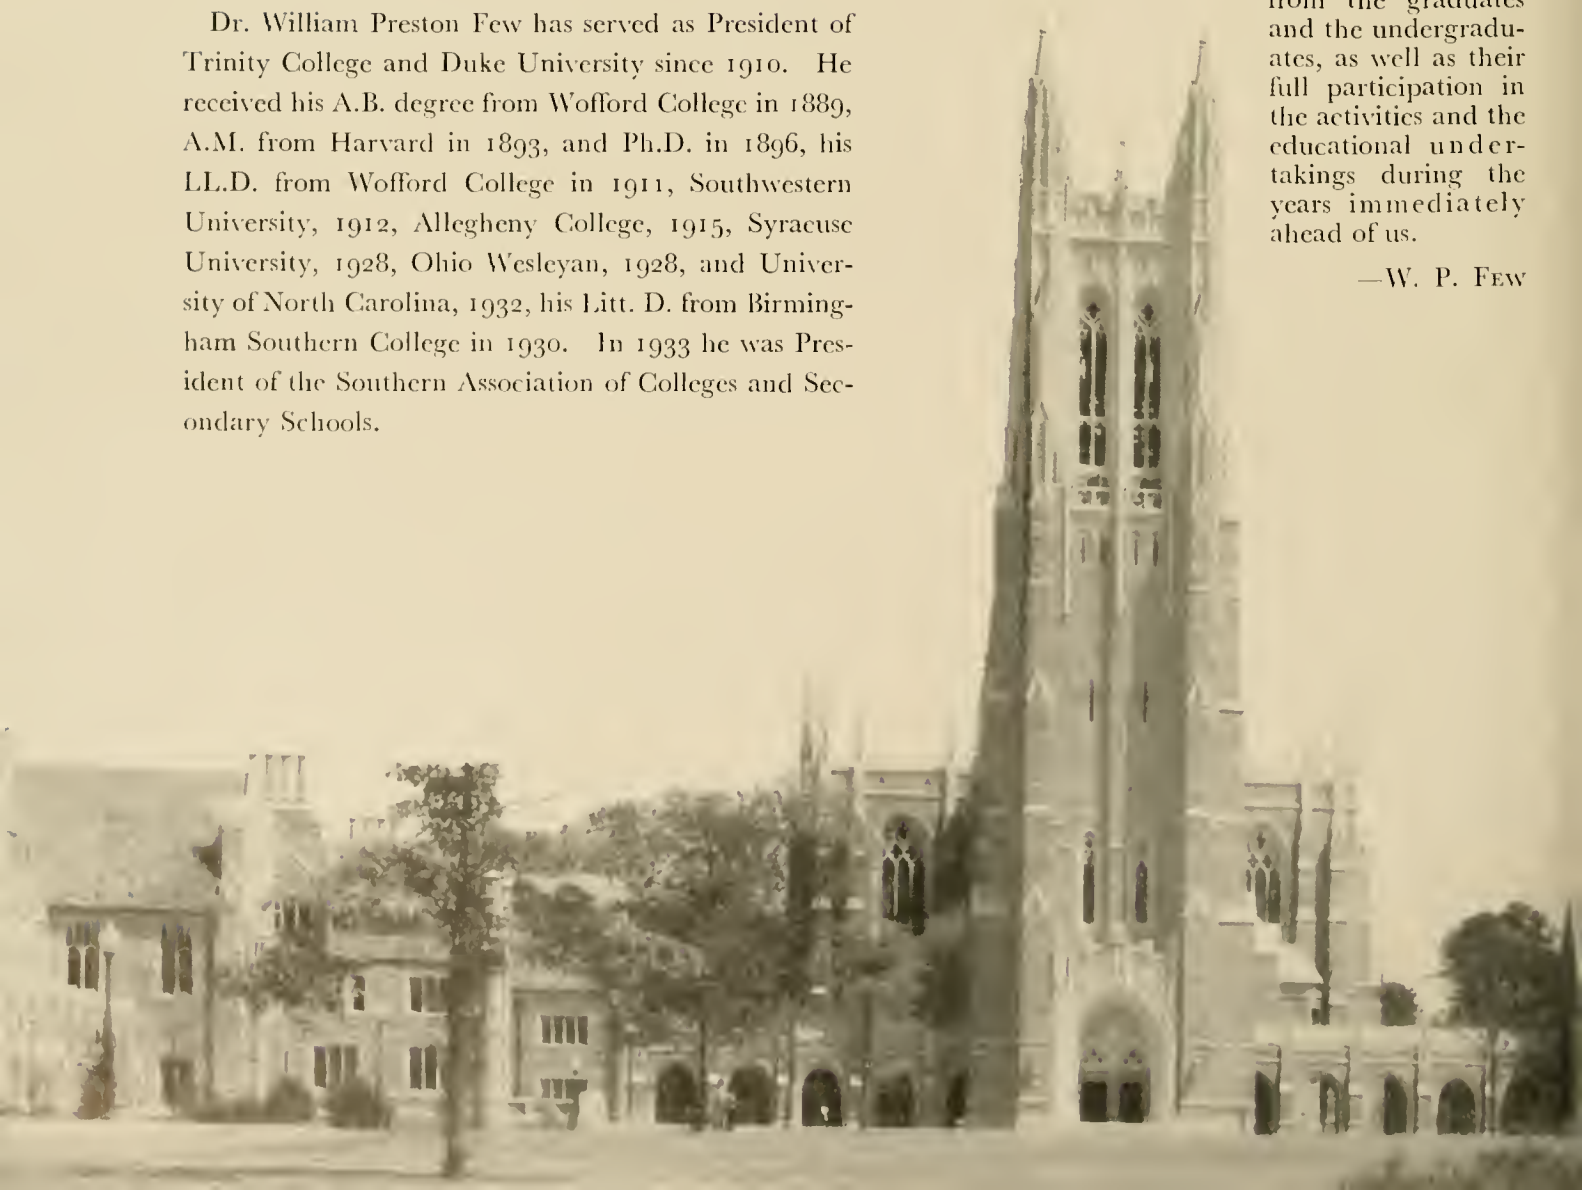 Dr. William Preston Few has served as President of
Trinity College and Duke University since 1910. He
received his A.B. degree from Wofford College in 1889,
A.M. from Harvard in 1893, and Ph.D. in 1896, his
LL.D. from Wofford College in 1911, Southwestern
University, 1912, Allegheny College, 1915, Syracuse
University, 1928, Ohio Wesleyan, 1928, and Univer-
sity of North Carolina, 1932, his Litt. D. from Birming-
ham Southern College in 1930. In 1933 he was Pres-
ident of the Southern Association of Colleges and Sec-
ondary Schools.
from the graduates
and the undergradu-
ates, as well as their
full participation in
the activities and the
educational under-
takings during the
years immediately
ahead of us.
—W. P. Few